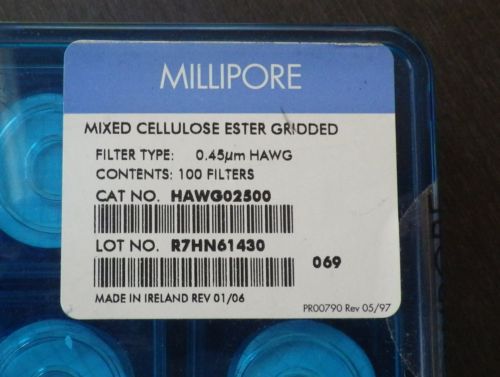 MILLIPORE
MIXED CELLULOSE ESTER GRIDDED
FILTER TYPE: 0.45µm HAWG
CONTENTS: 100 FILTERS
CAT NO. HAWG02500
LOT NO. R7HN61430
069
MADE IN IRELAND REV 01/06
PR00790 Rev 05/97